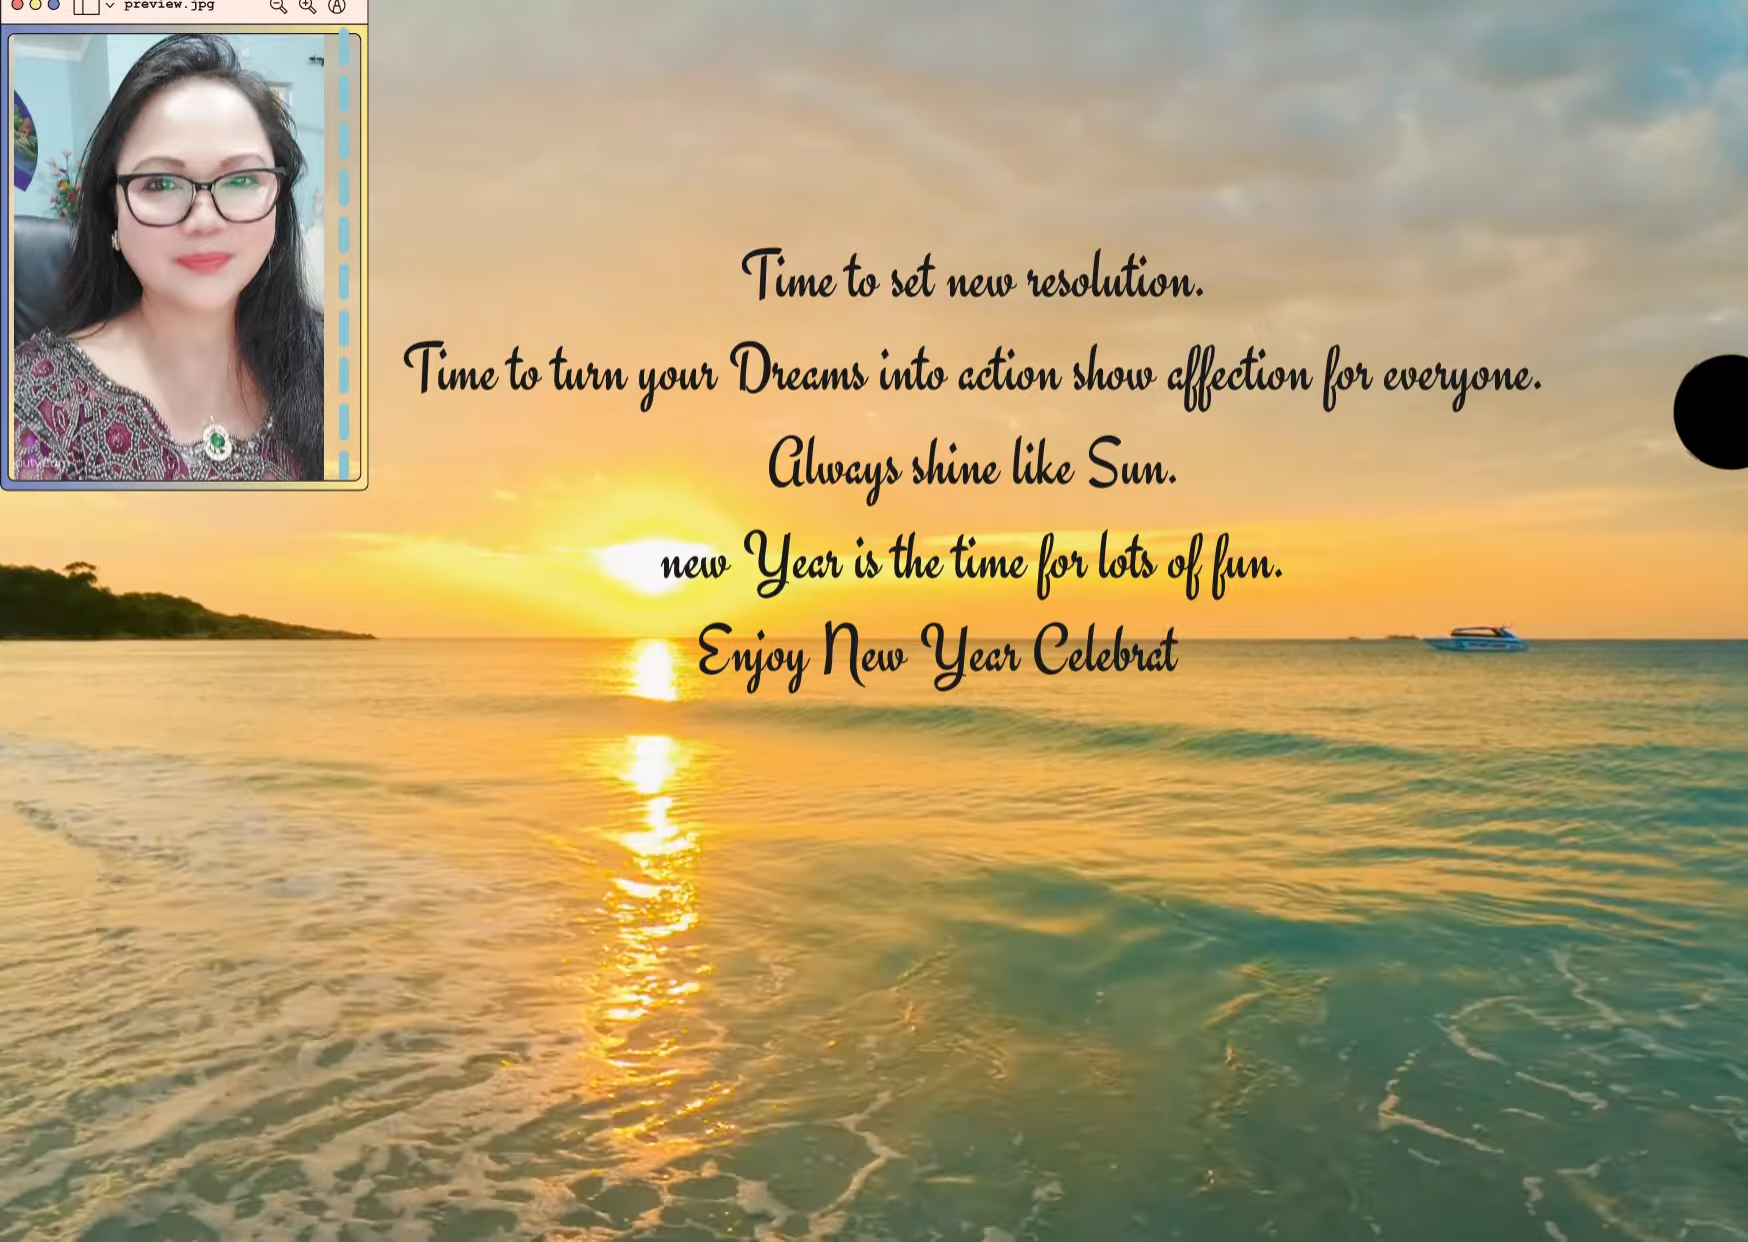 preview.jpg
Time to set new resolution.
Time to turn your Dreams into action show affection for everyone.
Always shine like Sun.
new Year is the time for lots of fun.
Enjoy New Year Celebrat